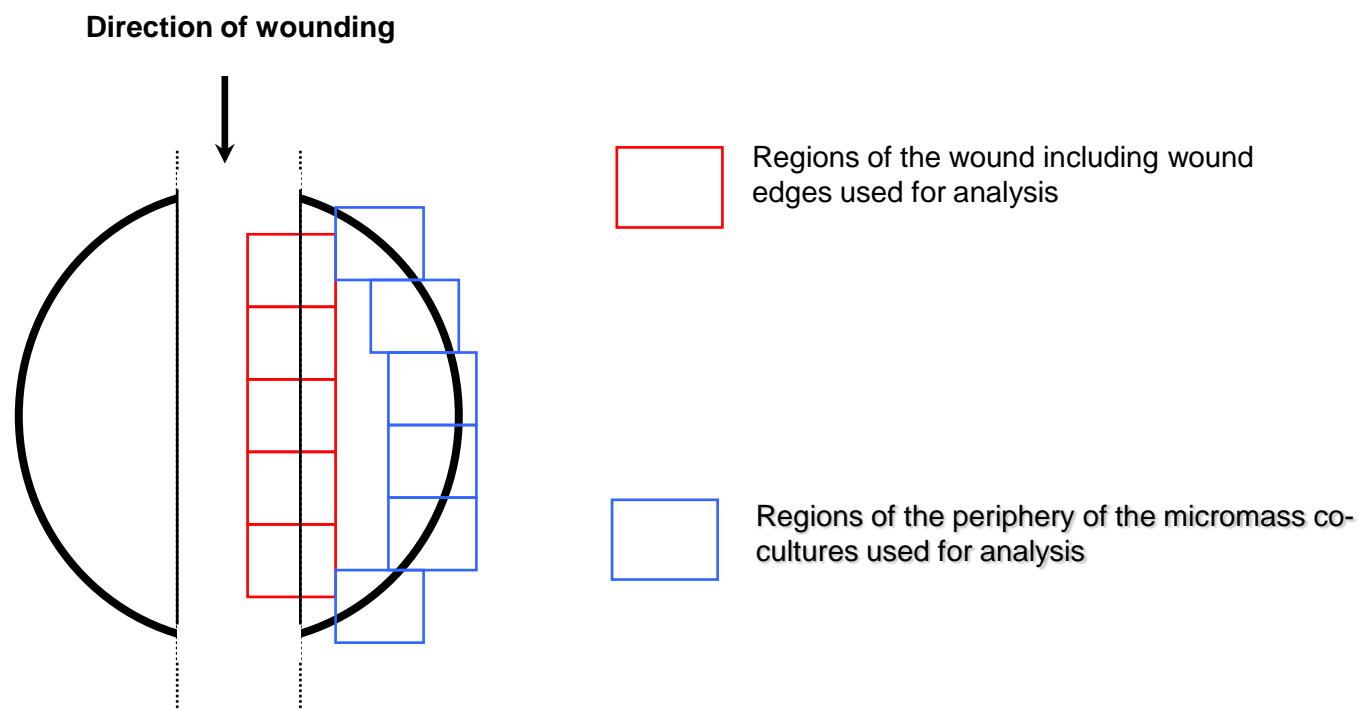 Direction of wounding
Regions of the wound including wound
edges used for analysis
Regions of the periphery of the micromass co-
cultures used for analysis